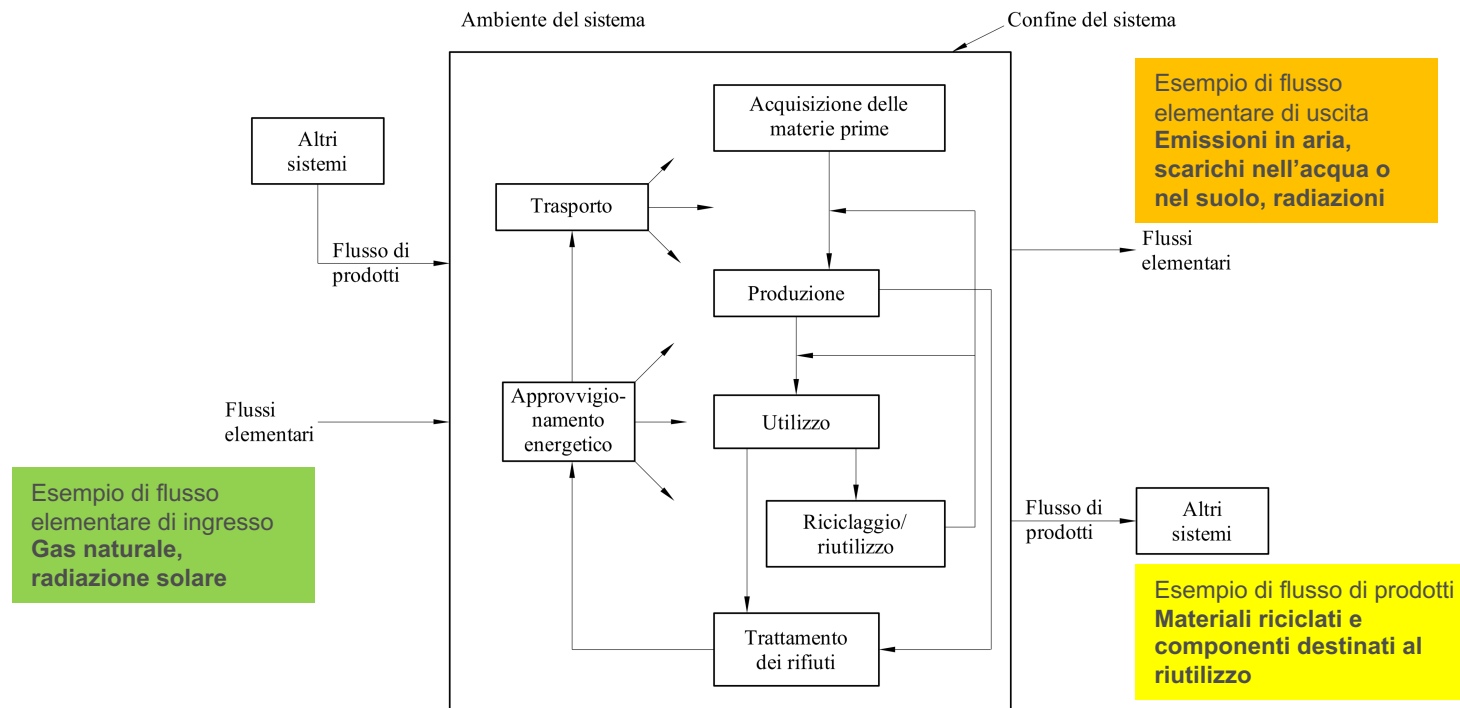 Ambiente del sistema
Confine del sistema
Esempio di flusso
elementare di uscita
Emissioni in aria,
scarichi nell'acqua o
nel suolo, radiazioni
Acquisizione delle
materie prime
Altri
sistemi
Trasporto
Flusso di
prodotti
Flussi
elementari
Produzione
Approvvigio-
namento
energetico
Utilizzo
Flussi
elementari
Esempio di flusso
elementare di ingresso
Gas naturale,
radiazione solare
Riciclaggio/
riutilizzo
Flusso di
prodotti
Altri
sistemi
Esempio di flusso di prodotti
Materiali riciclati e
componenti destinati al
riutilizzo
Trattamento
dei rifiuti